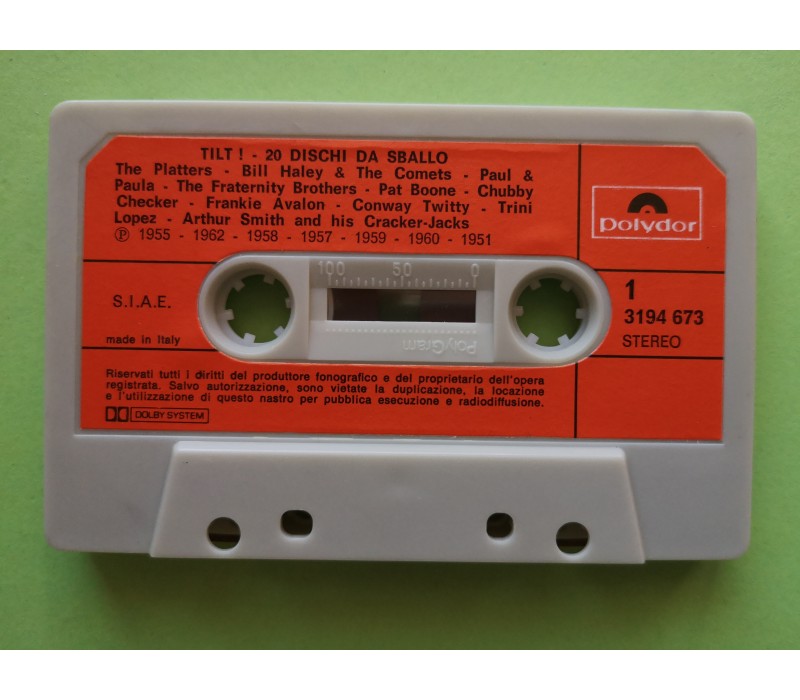 TILT ! - 20 DISCHI DA SBALLO
The Platters - Bill Haley & The Comets - Paul &
Paula - The Fraternity Brothers - Pat Boone - Chubby
Checker - Frankie Avalon - Conway Twitty - Trini
Lopez - Arthur Smith and his Cracker-Jacks
℗ 1955 - 1962 - 1958 - 1957 - 1959 - 1960 - 1951
polydor
100 50 0
S.I.A.E.
1
3194 673
STEREO
made in Italy
PolyGram
Riservati tutti i diritti del produttore fonografico e del proprietario dell'opera
registrata. Salvo autorizzazione, sono vietate la duplicazione, la locazione
e l'utilizzazione di questo nastro per pubblica esecuzione e radiodiffusione.
DOLBY SYSTEM